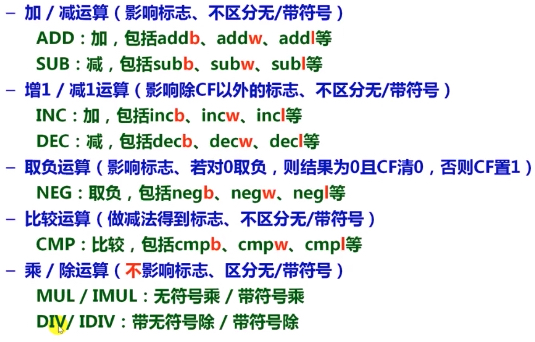 – 加 / 减运算（影响标志、不区分无/带符号）
ADD：加，包括addb、addw、addl等
SUB：减，包括subb、subw、subl等
– 增1 / 减1运算（影响除CF以外的标志、不区分无/带符号）
INC：加，包括incb、incw、incl等
DEC：减，包括decb、decw、decl等
– 取负运算（影响标志、若对0取负，则结果为0且CF清0，否则CF置1）
NEG：取负，包括negb、negw、negl等
– 比较运算（做减法得到标志、不区分无/带符号）
CMP：比较，包括cmpb、cmpw、cmpl等
– 乘 / 除运算（不影响标志、区分无/带符号）
MUL / IMUL：无符号乘 / 带符号乘
DIV/ IDIV：带无符号除 / 带符号除